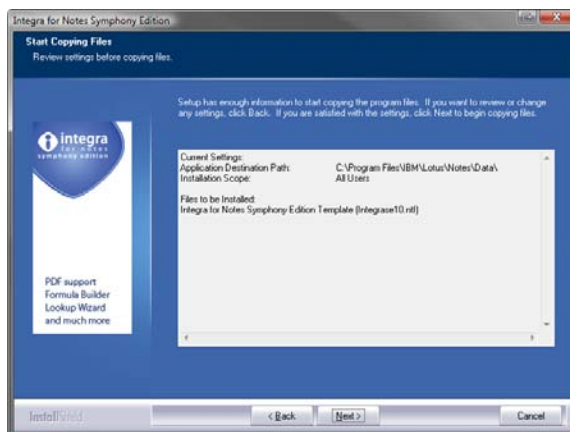 Integra for Notes Symphony Edition
Start Copying Files
Review settings before copying files.
Setup has enough information to start copying the program files. If you want to review or change
any settings, click Back. If you are satisfied with the settings, click Next to begin copying files.
integra
for notes
symphony edition
Current Settings:
Application Destination Path: C:\Program Files\IBM\Lotus\Notes\Data\
Installation Scope: All Users
Files to be Installed:
Integra for Notes Symphony Edition Template (Integrase10.ntf)
PDF support
Formula Builder
Lookup Wizard
and much more
InstallShield
< Back
Next >
Cancel